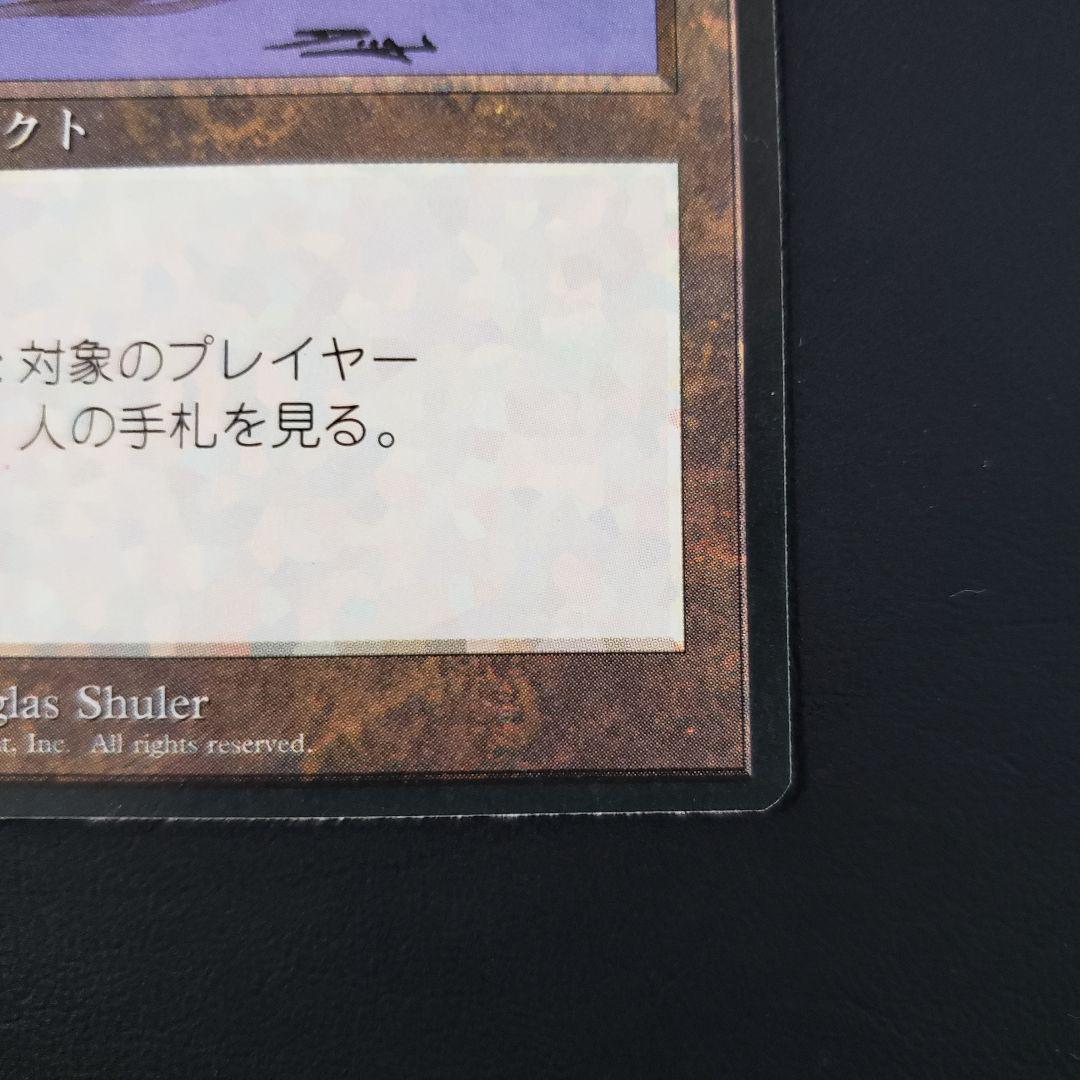 クト
対象のプレイヤー
人の手札を見る。
glas Shuler
t, Inc. All rights reserved.